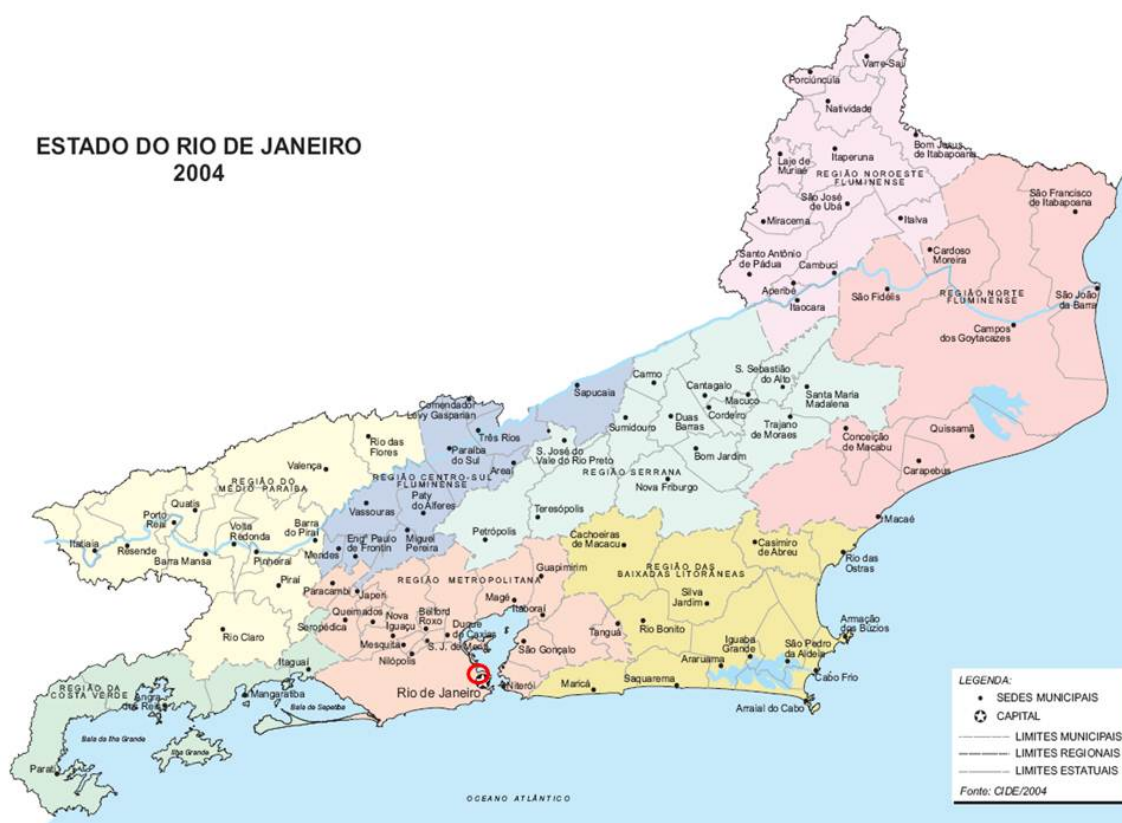 ESTADO DO RIO DE JANEIRO
2004
Varre-Sai
Porciúncula
Natividade
Bom Jesus
de Itabapoana
Itaperuna
Laje de
Muriaé
REGIÃO NOROESTE
FLUMINENSE
São José
de Ubá
Italva
Miracema
São Francisco
de Itabapoana
Cardoso
Moreira
Santo Antônio
de Pádua
Cambuci
Aperibé
Itaocara
São Fidélis
REGIÃO NORTE
FLUMINENSE
São João
da Barra
Campos
dos Goytacazes
Carmo
Cantagalo
S. Sebastião
do Alto
Macuco
Santa Maria
Madalena
Cordeiro
Sapucaia
Sumidouro
Duas
Barras
Trajano
de Moraes
Conceição
de Macabu
Quissamã
Carapebus
Bom Jardim
Comendador
Levy Gasparian
Três Rios
Paraíba
do Sul
Areal
S. José do
Vale do Rio Preto
REGIÃO SERRANA
Nova Friburgo
Rio das
Flores
Valença
REGIÃO CENTRO-SUL
FLUMINENSE
REGIÃO DO
MÉDIO PARAÍBA
Paty
do Alferes
Vassouras
Teresópolis
Petrópolis
Macaé
Quatis
Porto
Real
Volta
Redonda
Barra
do Piraí
Itatiaia
Resende
Barra Mansa
Pinheiral
Mendes
Engº Paulo
de Frontin
Miguel
Pereira
Cachoeiras
de Macacu
Casimiro
de Abreu
Rio das
Ostras
REGIÃO DAS
BAIXADAS LITORÂNEAS
Guapimirim
REGIÃO METROPOLITANA
Piraí
Paracambi
Japeri
Magé
Itaboraí
Silva
Jardim
Queimados
Nova
Iguaçu
Belford
Roxo
Duque
de Caxias
Seropédica
Rio Claro
Tanguá
Rio Bonito
Armação
dos Búzios
Mesquita
S. J. de Meriti
Nilópolis
São Gonçalo
Iguaba
Grande
São Pedro
da Aldeia
Araruama
Itaguaí
Cabo Frio
REGIÃO DA
COSTA VERDE
Mangaratiba
Angra
dos Reis
Rio de Janeiro
Niterói
Maricá
Saquarema
Arraial do Cabo
Baía de Sepetiba
Baía da Ilha Grande
Ilha Grande
Parati
OCEANO ATLÂNTICO
LEGENDA:
SEDES MUNICIPAIS
CAPITAL
LIMITES MUNICIPAIS
LIMITES REGIONAIS
LIMITES ESTATUAIS
Fonte: CIDE/2004